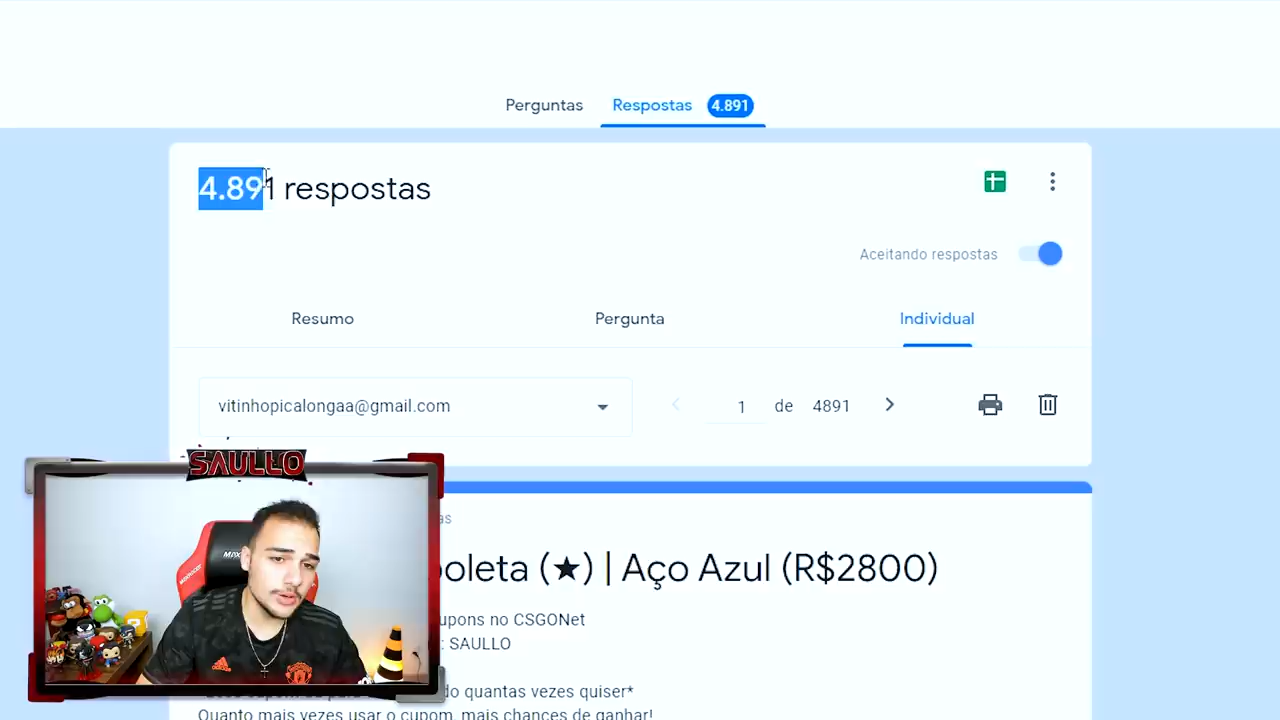 Perguntas
Respostas 4.891
4.891 respostas
Aceitando respostas
Resumo
Pergunta
Individual
vitinhopicalongaa@gmail.com
1 de 4891
SAULLO
as
oleta (★) | Aço Azul (R$2800)
upons no CSGONet
: SAULLO
do quantas vezes quiser*
Quanto mais vezes usar o cupom, mais chances de ganhar!